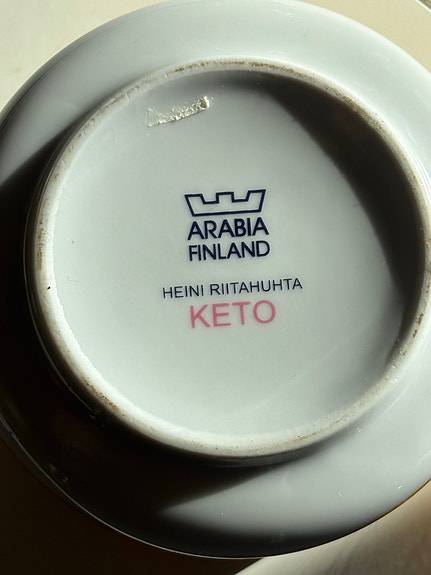 ARABIA
FINLAND
HEINI RIITAHUHTA
KETO